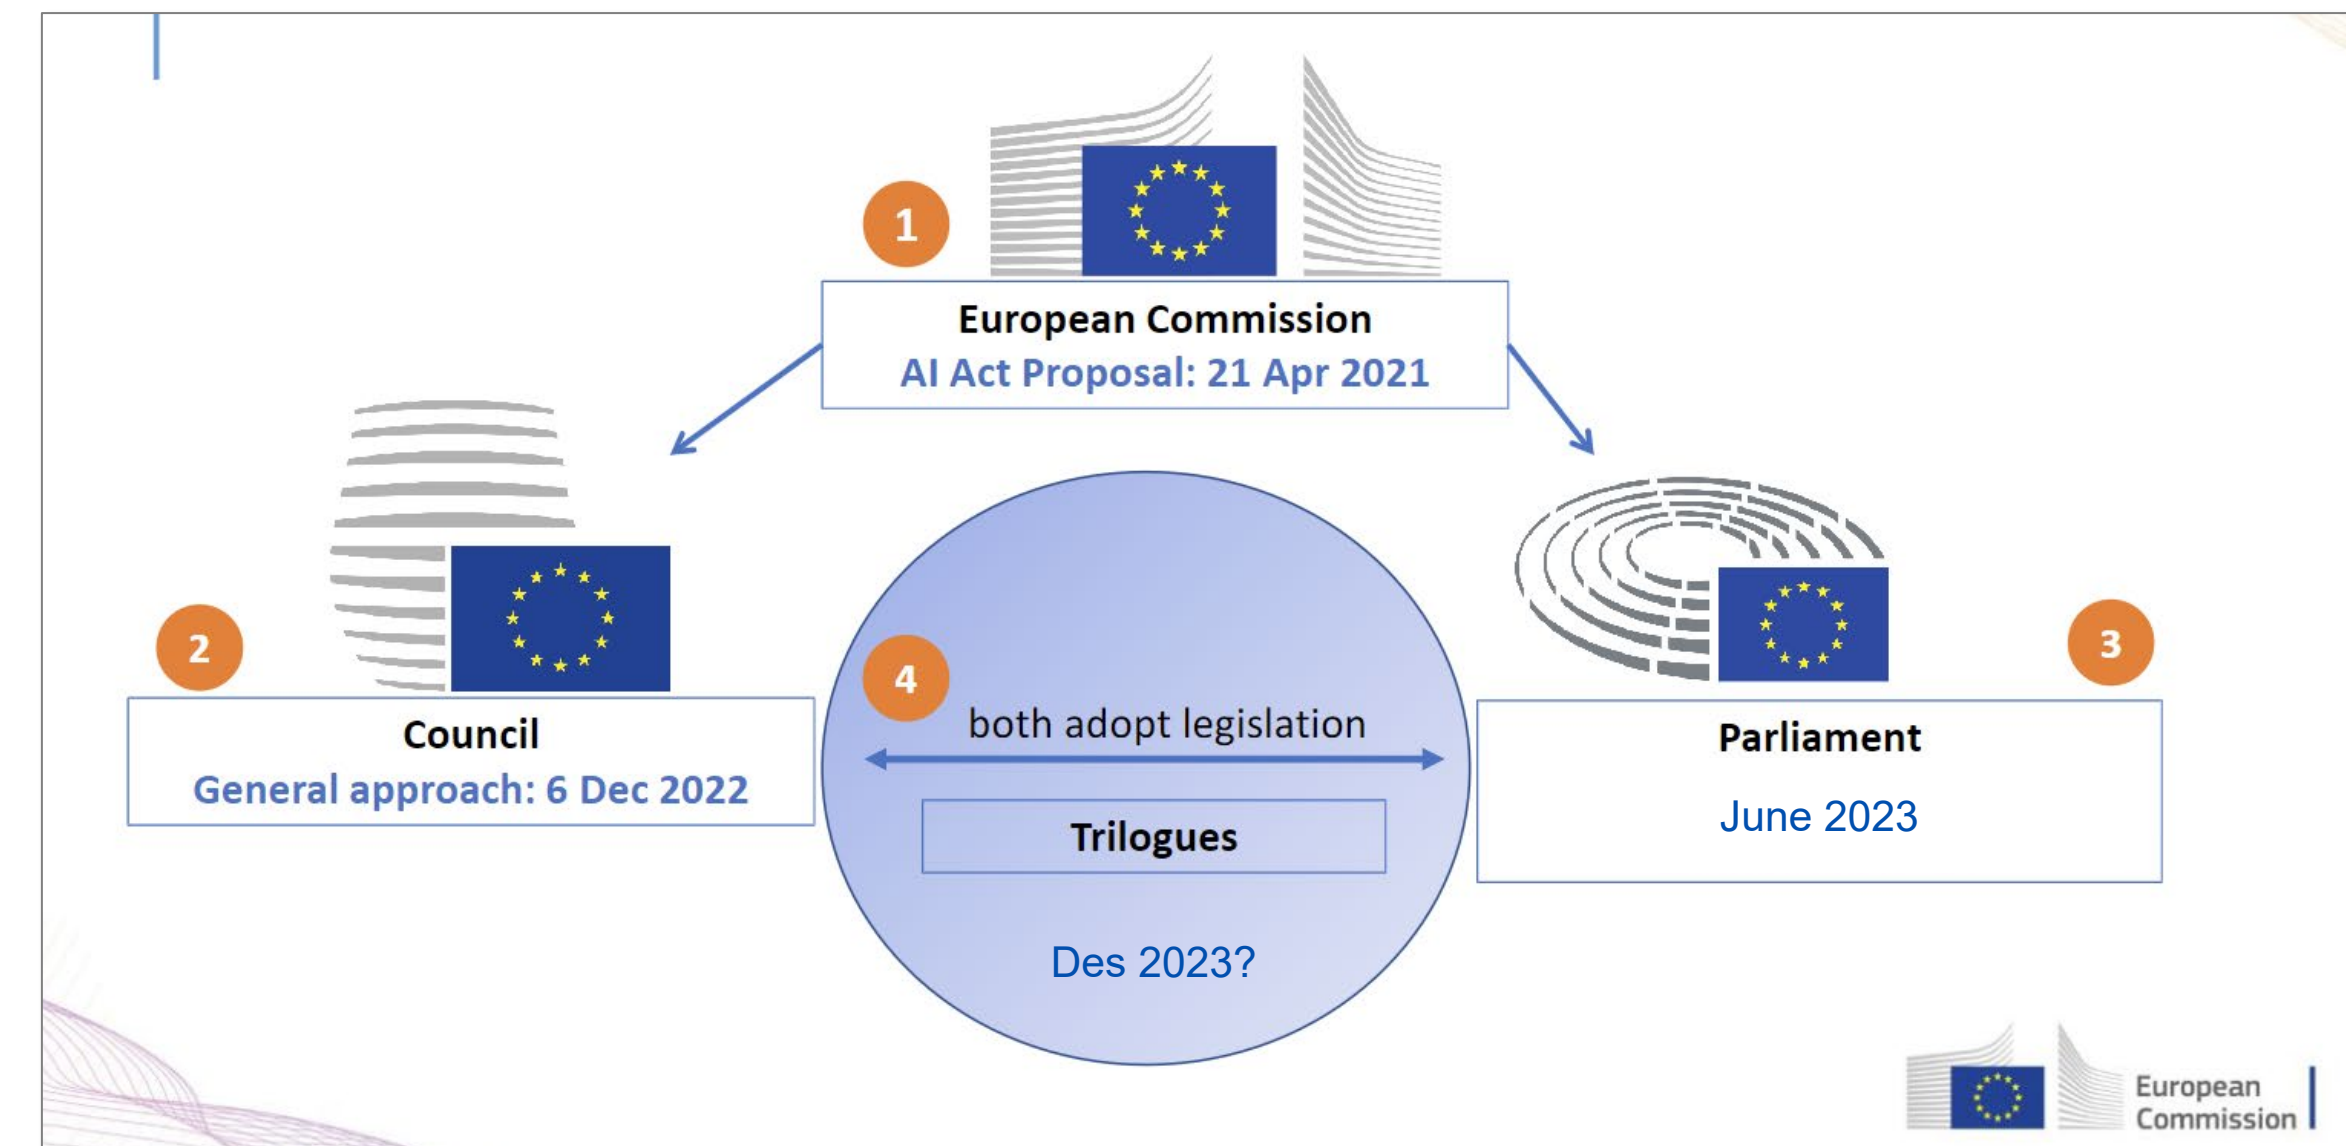 1
European Commission
AI Act Proposal: 21 Apr 2021
2
Council
General approach: 6 Dec 2022
3
Parliament
June 2023
4
both adopt legislation
Trilogues
Des 2023?
European
Commission